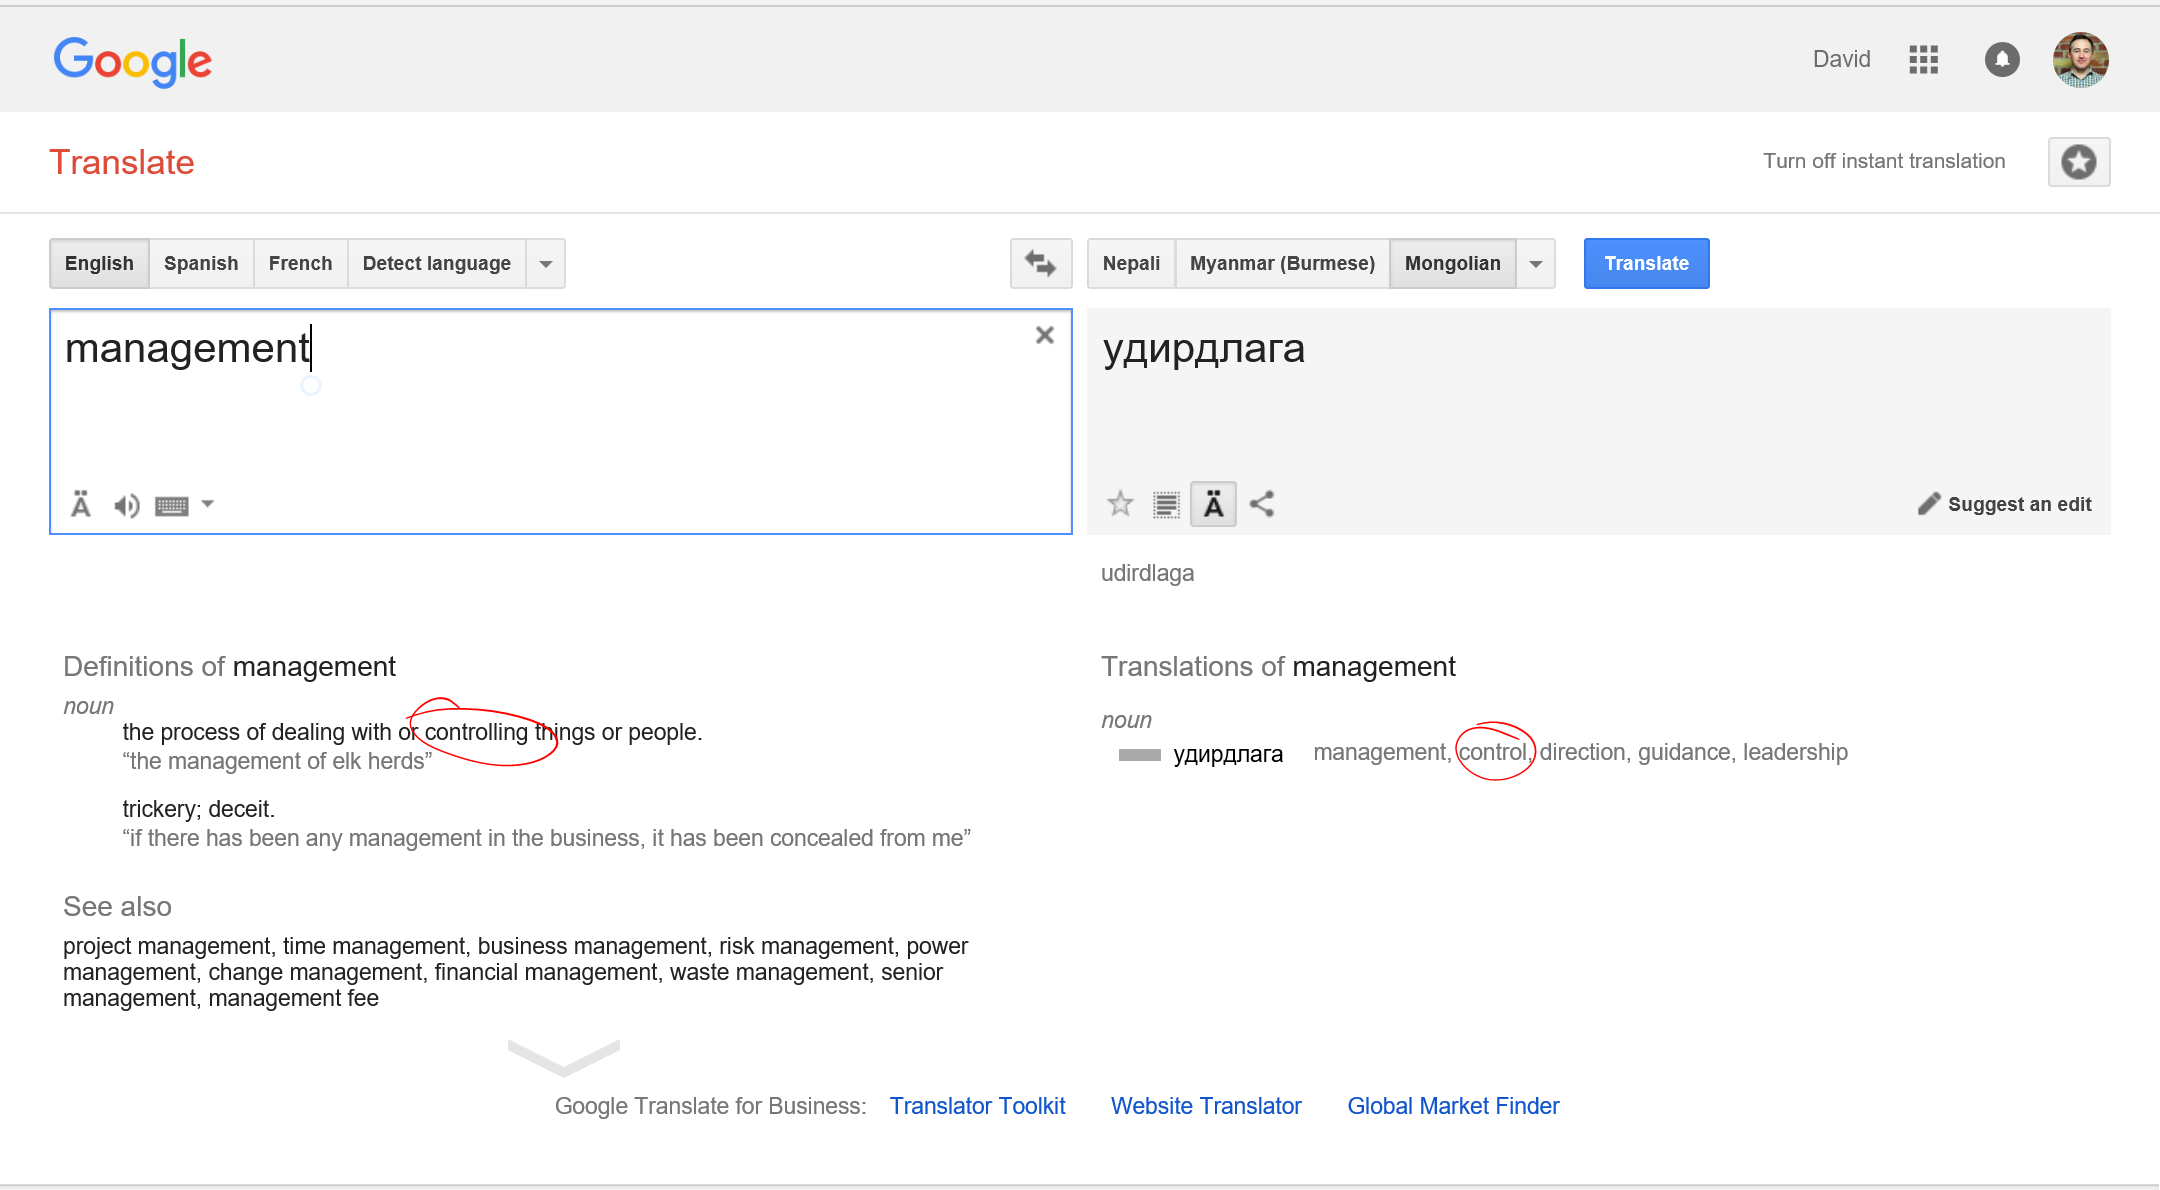 Google
David
Translate
Turn off instant translation
English Spanish French Detect language
Nepali Myanmar (Burmese) Mongolian
Translate
management
удирдлага
Ä
Ä
Suggest an edit
udirdlaga
Definitions of management
noun
the process of dealing with or controlling things or people.
“the management of elk herds”
trickery; deceit.
“if there has been any management in the business, it has been concealed from me”
See also
project management, time management, business management, risk management, power
management, change management, financial management, waste management, senior
management, management fee
Translations of management
noun
удирдлага management, control, direction, guidance, leadership
Google Translate for Business: Translator Toolkit Website Translator Global Market Finder